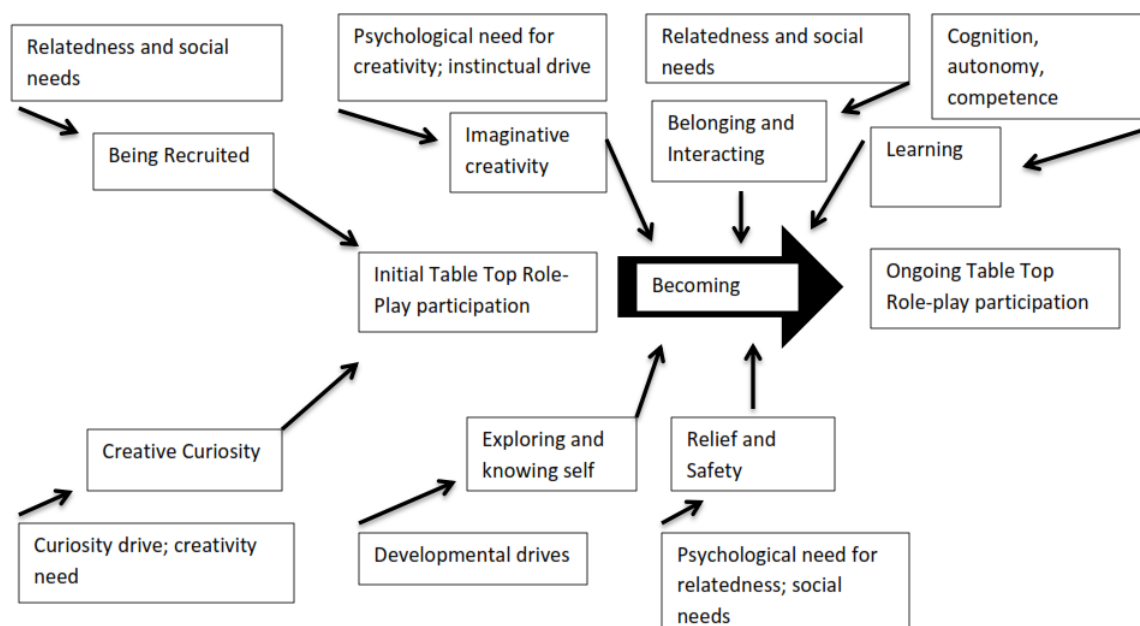 Relatedness and social
needs
Psychological need for
creativity; instinctual drive
Relatedness and social
needs
Cognition,
autonomy,
competence
Being Recruited
Imaginative
creativity
Belonging and
Interacting
Learning
Initial Table Top Role-
Play participation
Becoming
Ongoing Table Top
Role-play participation
Creative Curiosity
Exploring and
knowing self
Relief and
Safety
Curiosity drive; creativity
need
Developmental drives
Psychological need for
relatedness; social
needs